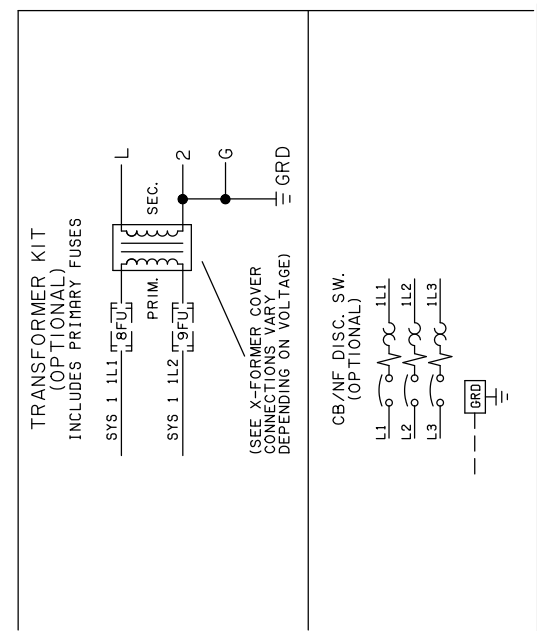 TRANSFORMER KIT
(OPTIONAL)
INCLUDES PRIMARY FUSES
SYS 1 1L1
8FU
L
SYS 1 1L2
9FU
2
PRIM.
SEC.
G
GRD
(SEE X-FORMER COVER
CONNECTIONS VARY
DEPENDING ON VOLTAGE)
CB/NF DISC. SW.
(OPTIONAL)
L1
1L1
L2
1L2
L3
1L3
GRD